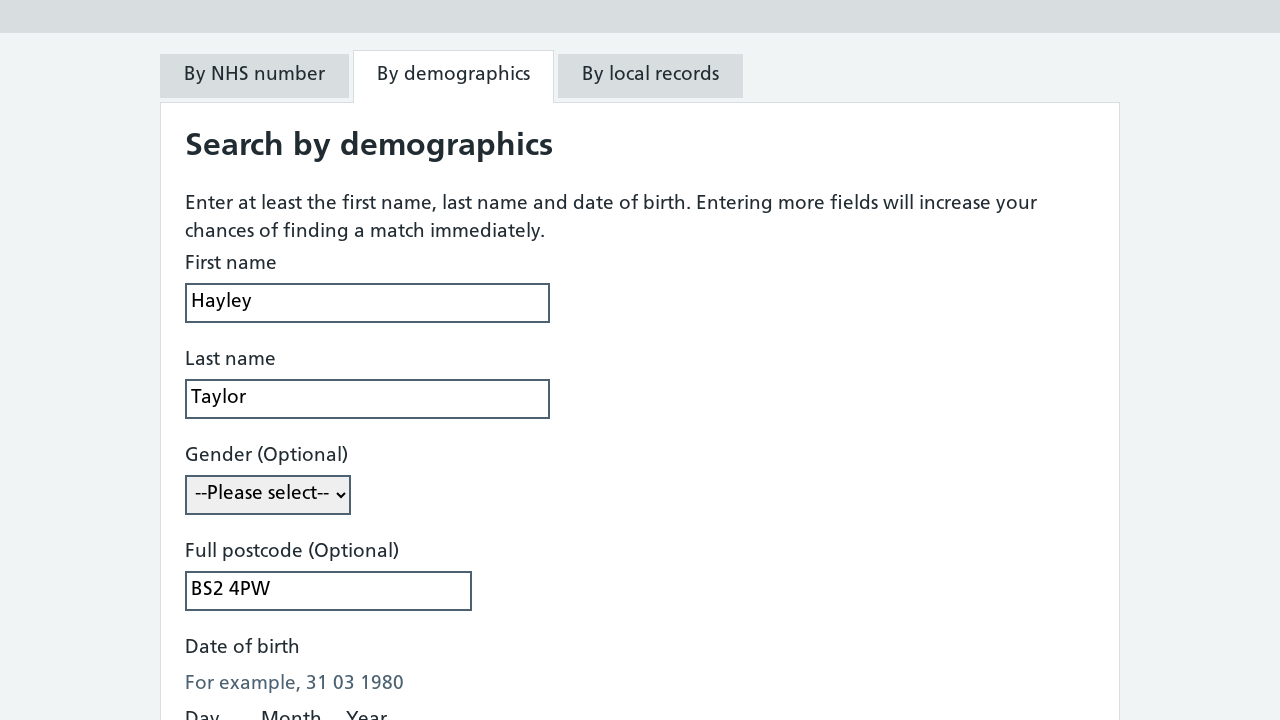 By NHS number
By demographics
By local records
Search by demographics
Enter at least the first name, last name and date of birth. Entering more fields will increase your
chances of finding a match immediately.
First name
Hayley
Last name
Taylor
Gender (Optional)
--Please select--
Full postcode (Optional)
BS2 4PW
Date of birth
For example, 31 03 1980
Day Month Year